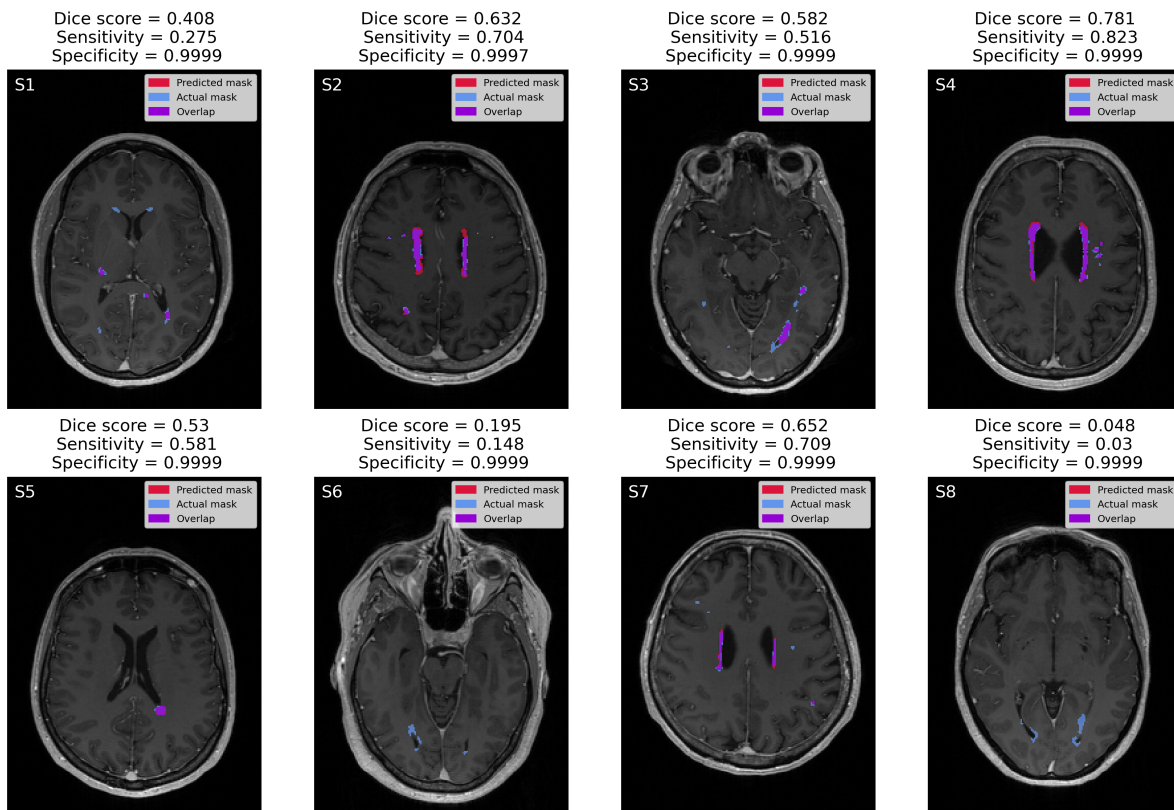 Dice score = 0.408
Sensitivity = 0.275
Specificity = 0.9999
S1
Predicted mask
Actual mask
Overlap
Dice score = 0.632
Sensitivity = 0.704
Specificity = 0.9997
S2
Predicted mask
Actual mask
Overlap
Dice score = 0.582
Sensitivity = 0.516
Specificity = 0.9999
S3
Predicted mask
Actual mask
Overlap
Dice score = 0.781
Sensitivity = 0.823
Specificity = 0.9999
S4
Predicted mask
Actual mask
Overlap
Dice score = 0.53
Sensitivity = 0.581
Specificity = 0.9999
S5
Predicted mask
Actual mask
Overlap
Dice score = 0.195
Sensitivity = 0.148
Specificity = 0.9999
S6
Predicted mask
Actual mask
Overlap
Dice score = 0.652
Sensitivity = 0.709
Specificity = 0.9999
S7
Predicted mask
Actual mask
Overlap
Dice score = 0.048
Sensitivity = 0.03
Specificity = 0.9999
S8
Predicted mask
Actual mask
Overlap